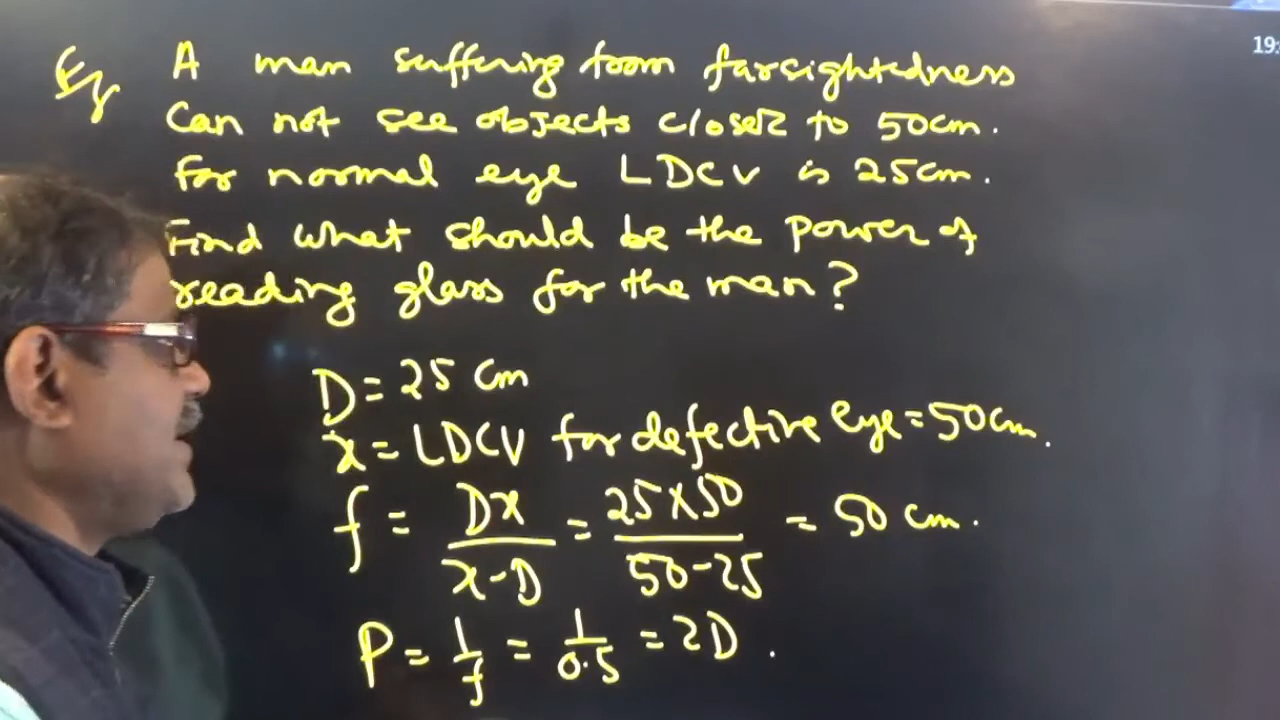 Ex A man suffering from farsightedness
Can not see objects closer to 50cm.
For normal eye LDCV is 25cm.
Find what should be the power of
reading glass for the man?
D = 25 cm
x = LDCV for defective eye = 50cm.
f = Dx / x-D = 25×50 / 50-25 = 50 cm.
P = 1/f = 1/0.5 = 2D.
19: